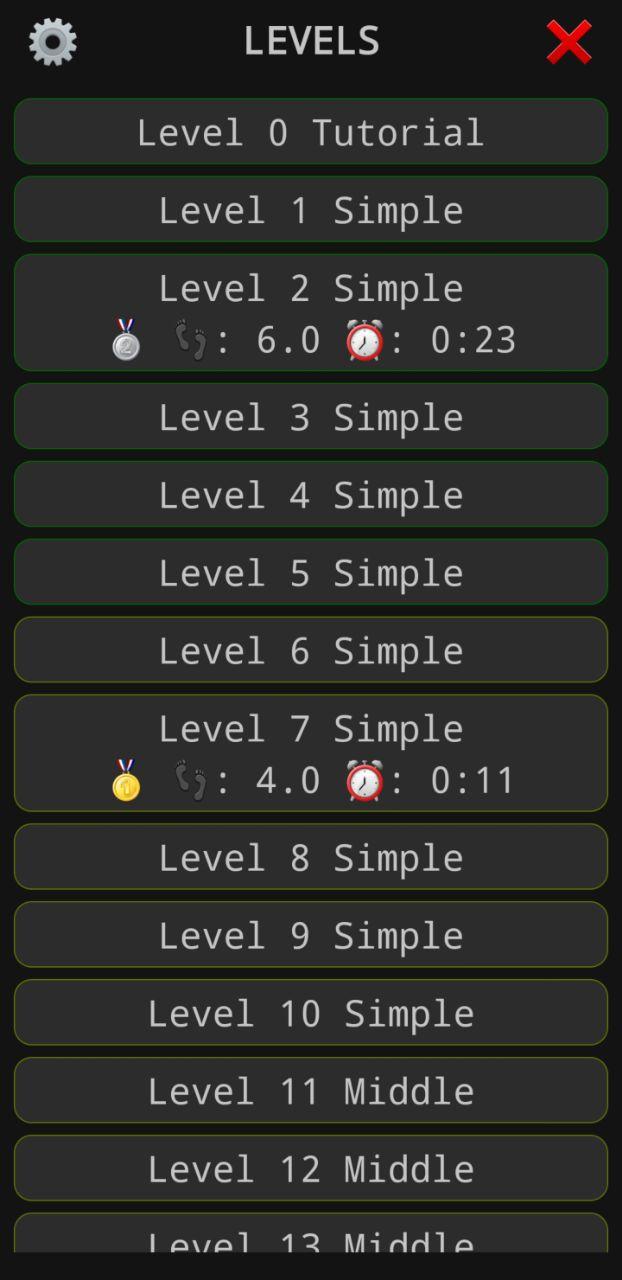 LEVELS
Level 0 Tutorial
Level 1 Simple
Level 2 Simple
🥈 👣: 6.0 ⏰: 0:23
Level 3 Simple
Level 4 Simple
Level 5 Simple
Level 6 Simple
Level 7 Simple
🥇 👣: 4.0 ⏰: 0:11
Level 8 Simple
Level 9 Simple
Level 10 Simple
Level 11 Middle
Level 12 Middle
Level 13 Middle